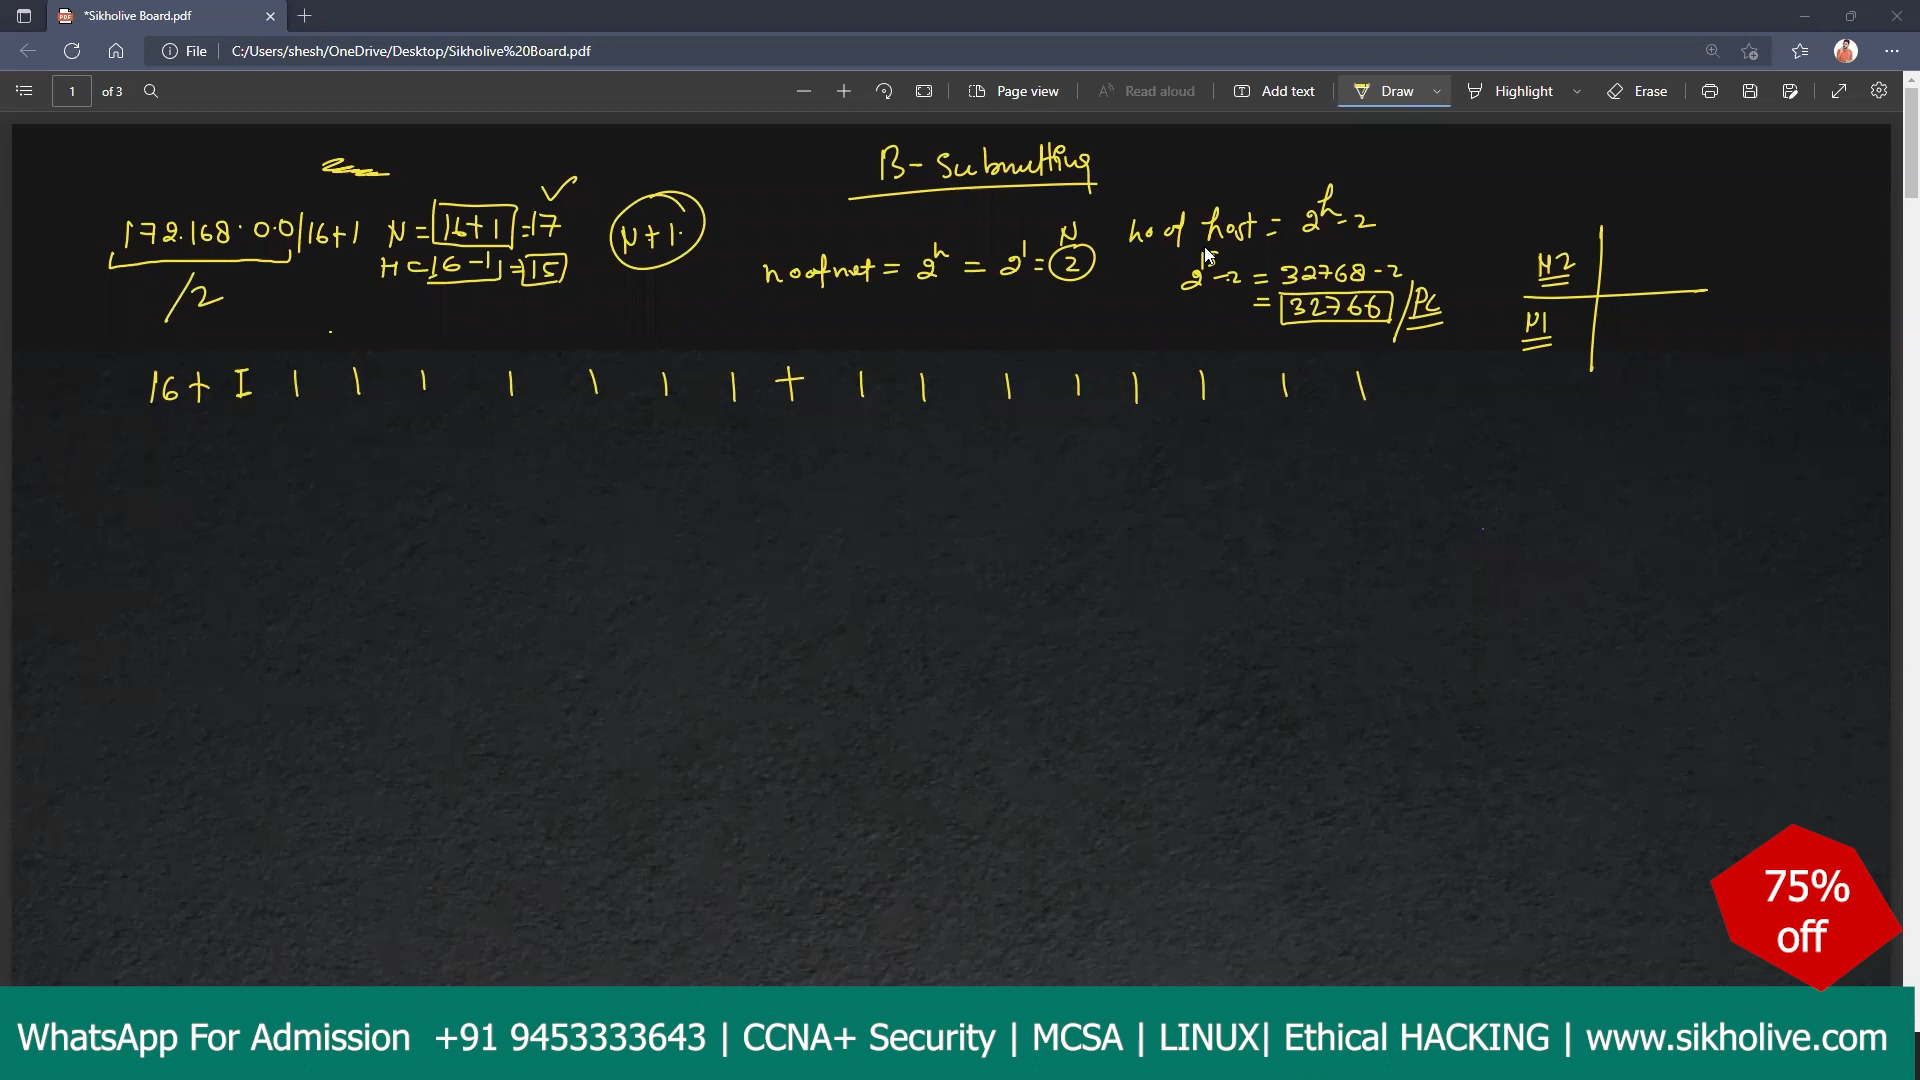 *Sikholive Board.pdf
File C:/Users/shesh/OneDrive/Desktop/Sikholive%20Board.pdf
1 of 3 Page view Read aloud Add text Draw Highlight Erase
B- Subnetting
172.168.0.0/16+1 N = 16+1 = 17 N+1.
H = 16-1 = 15
/2
no of net = 2^h = 2^1 = 2
N
no of host = 2^h - 2
2^15 - 2 = 32768 - 2
= 32766 / PC
N2
N1
16 + I | | | | | | | + | | | | | | | |
75%
off
WhatsApp For Admission +91 9453333643 | CCNA+ Security | MCSA | LINUX| Ethical HACKING | www.sikholive.com